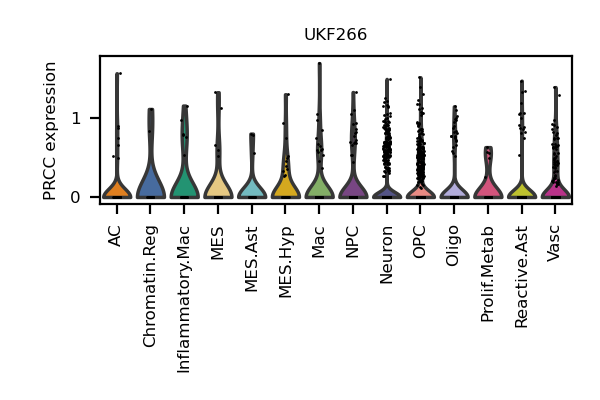 UKF266
PRCC expression
1
0
AC
Chromatin.Reg
Inflammatory.Mac
MES
MES.Ast
MES.Hyp
Mac
NPC
Neuron
OPC
Oligo
Prolif.Metab
Reactive.Ast
Vasc